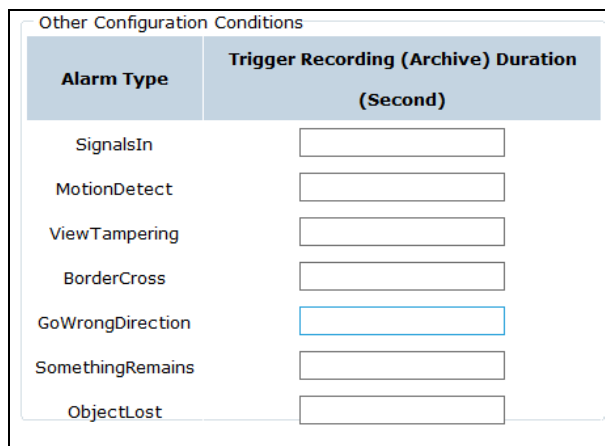 Other Configuration Conditions
Alarm Type
Trigger Recording (Archive) Duration
(Second)
SignalsIn
MotionDetect
ViewTampering
BorderCross
GoWrongDirection
SomethingRemains
ObjectLost